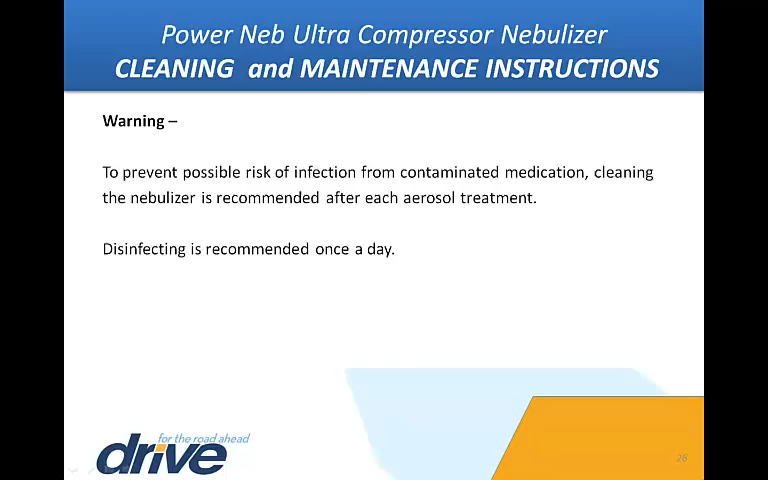 Power Neb Ultra Compressor Nebulizer
CLEANING and MAINTENANCE INSTRUCTIONS
Warning –
To prevent possible risk of infection from contaminated medication, cleaning
the nebulizer is recommended after each aerosol treatment.
Disinfecting is recommended once a day.
for the road ahead
drive
26